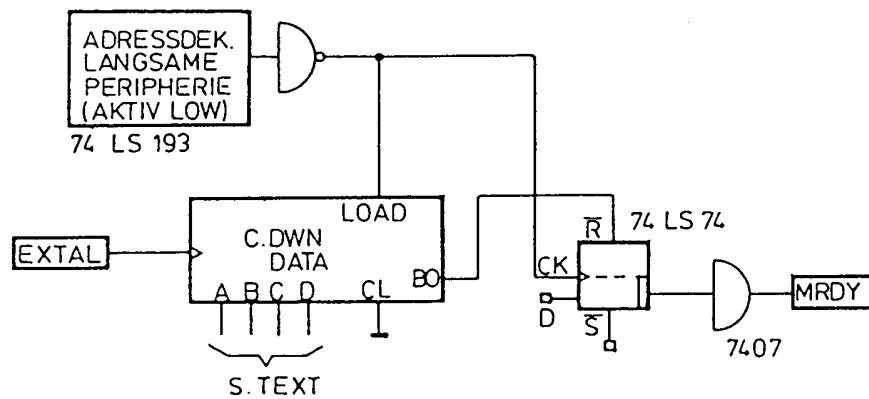 ADRESSDEK.
LANGSAME
PERIPHERIE
(AKTIV LOW)
74 LS 193
LOAD
C.DWN
DATA
BO
A B C D CL
EXTAL
S. TEXT
R
74 LS 74
CK
D
S
7407
MRDY